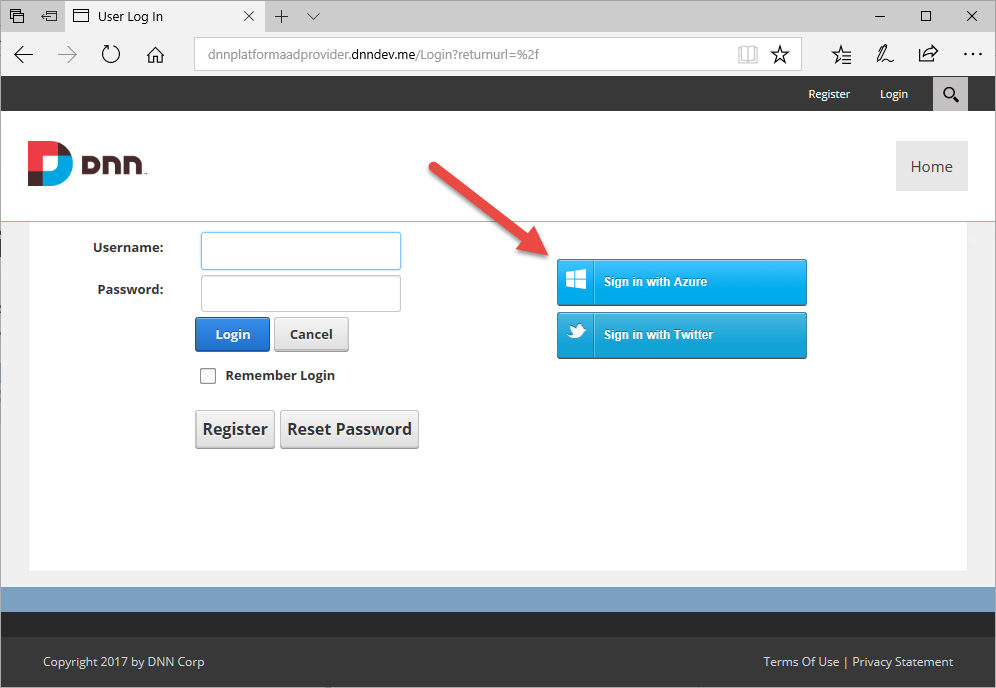 User Log In
dnnplatformaadprovider.dnndev.me/Login?returnurl=%2f
Register Login
DNN
Home
Username:
Password:
Login Cancel
Remember Login
Register Reset Password
Sign in with Azure
Sign in with Twitter
Copyright 2017 by DNN Corp
Terms Of Use | Privacy Statement